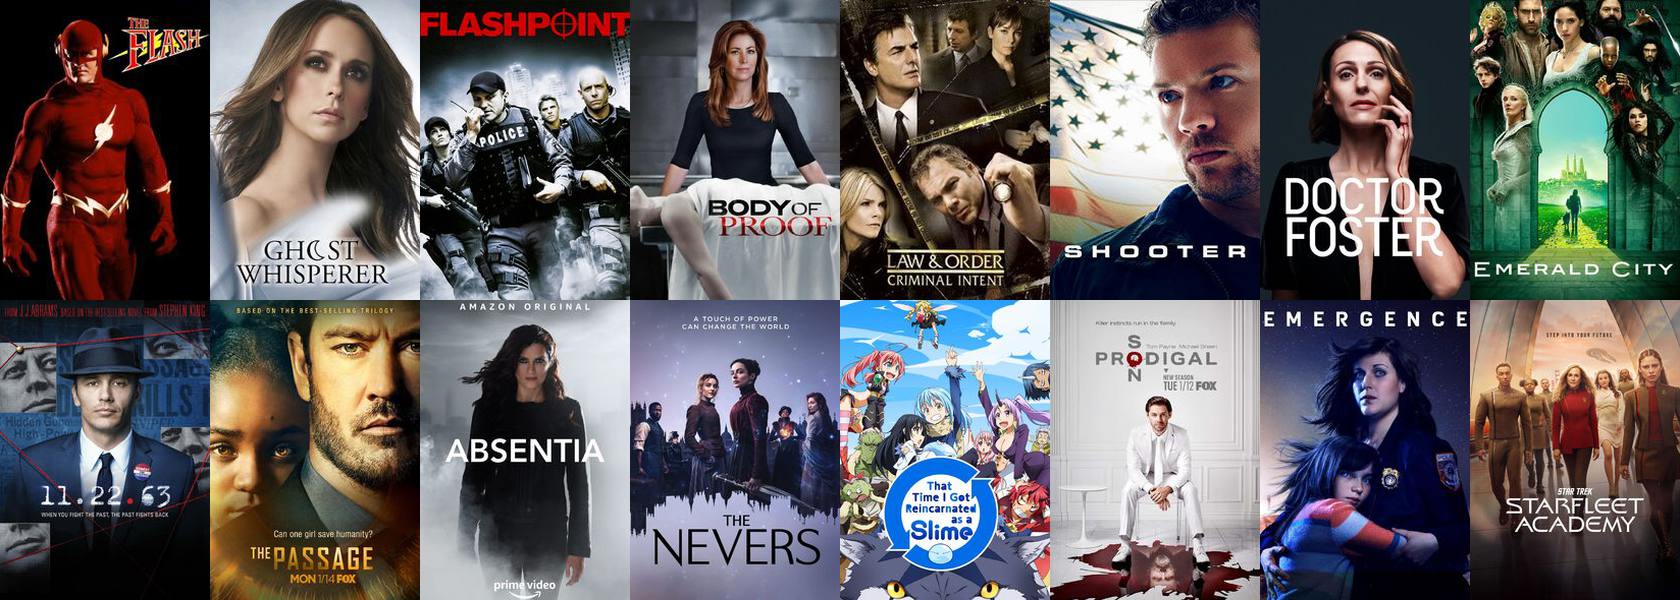 THE
FLASH
GHOST
WHISPERER
FLASHPOINT
POLICE
BODY OF
PROOF
LAW & ORDER
CRIMINAL INTENT
SHOOTER
DOCTOR
FOSTER
EMERALD CITY
FROM J.J. ABRAMS BASED ON THE BESTSELLING NOVEL FROM STEPHEN KING
11.22.63
WHEN YOU FIGHT THE PAST, THE PAST FIGHTS BACK
BASED ON THE BEST-SELLING TRILOGY
Can one girl save humanity?
THE PASSAGE
MON 1/14 FOX
AMAZON ORIGINAL
ABSENTIA
prime video
A TOUCH OF POWER
CAN CHANGE THE WORLD
THE
NEVERS
That
Time I Got
Reincarnated
as a
Slime
Killer instincts run in the family.
Tom Payne Michael Sheen
PRODIGAL
SON
NEW SEASON
TUE 1/12 FOX
EMERGENCE
STEP INTO YOUR FUTURE
STAR TREK
STARFLEET
ACADEMY